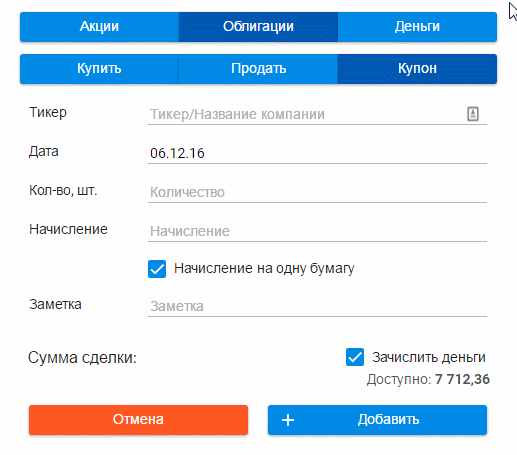 Акции Облигации Деньги
Купить Продать Купон
Тикер Тикер/Название компании
Дата 06.12.16
Кол-во, шт. Количество
Начисление Начисление
Начисление на одну бумагу
Заметка Заметка
Сумма сделки: Зачислить деньги
Доступно: 7 712,36
Отмена + Добавить